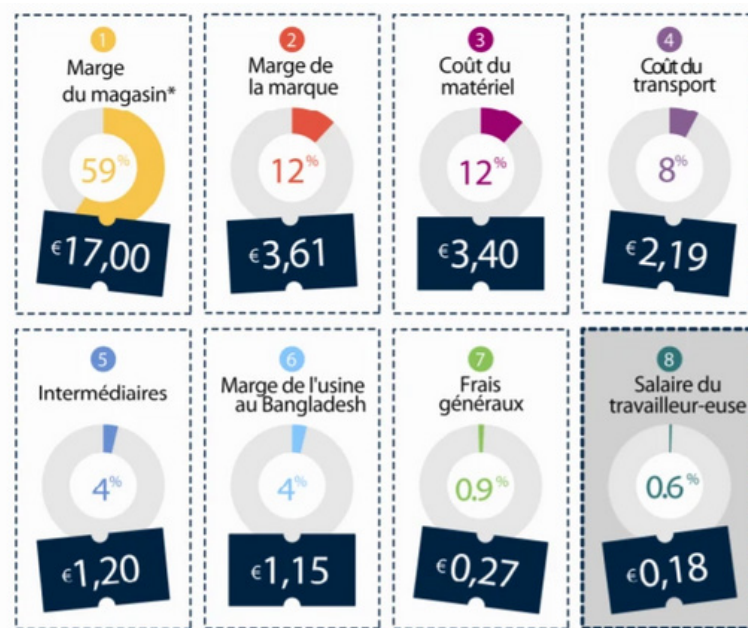 1
Marge
du magasin*
59%
€17,00
2
Marge de
la marque
12%
€3,61
3
Coût du
matériel
12%
€3,40
4
Coût du
transport
8%
€2,19
5
Intermédiaires
4%
€1,20
6
Marge de l'usine
au Bangladesh
4%
€1,15
7
Frais
généraux
0.9%
€0,27
8
Salaire du
travailleur-euse
0.6%
€0,18